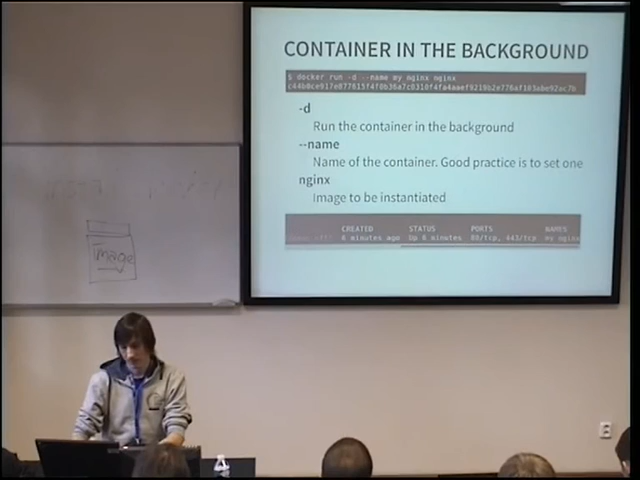 CONTAINER IN THE BACKGROUND
$ docker run -d --name my nginx nginx
-d
Run the container in the background
--name
Name of the container. Good practice is to set one
nginx
Image to be instantiated
CREATED STATUS PORTS NAMES
6 minutes ago Up 6 minutes 80/tcp, 443/tcp my nginx
Image